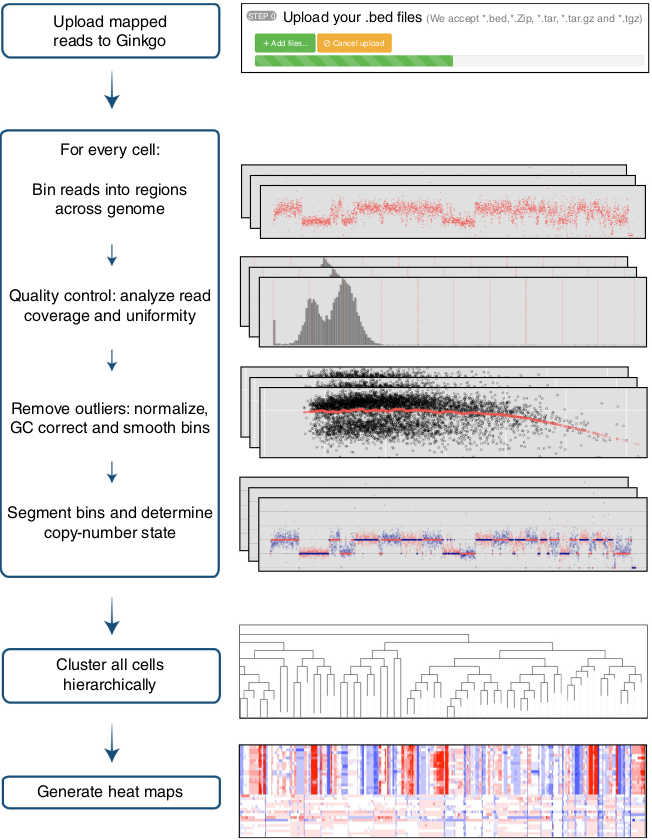 Upload mapped
reads to Ginkgo
STEP 0 Upload your .bed files (We accept *.bed,*.Zip, *.tar, *.tar.gz and *.tgz)
+ Add files... Cancel upload
For every cell:
Bin reads into regions
across genome
Quality control: analyze read
coverage and uniformity
Remove outliers: normalize,
GC correct and smooth bins
Segment bins and determine
copy-number state
Cluster all cells
hierarchically
Generate heat maps